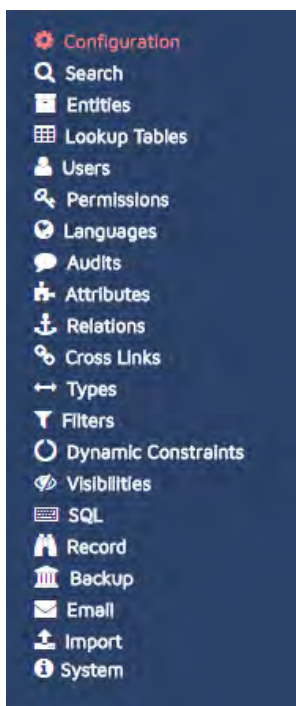 Configuration
Search
Entities
Lookup Tables
Users
Permissions
Languages
Audits
Attributes
Relations
Cross Links
Types
Filters
Dynamic Constraints
Visibilities
SQL
Record
Backup
Email
Import
System